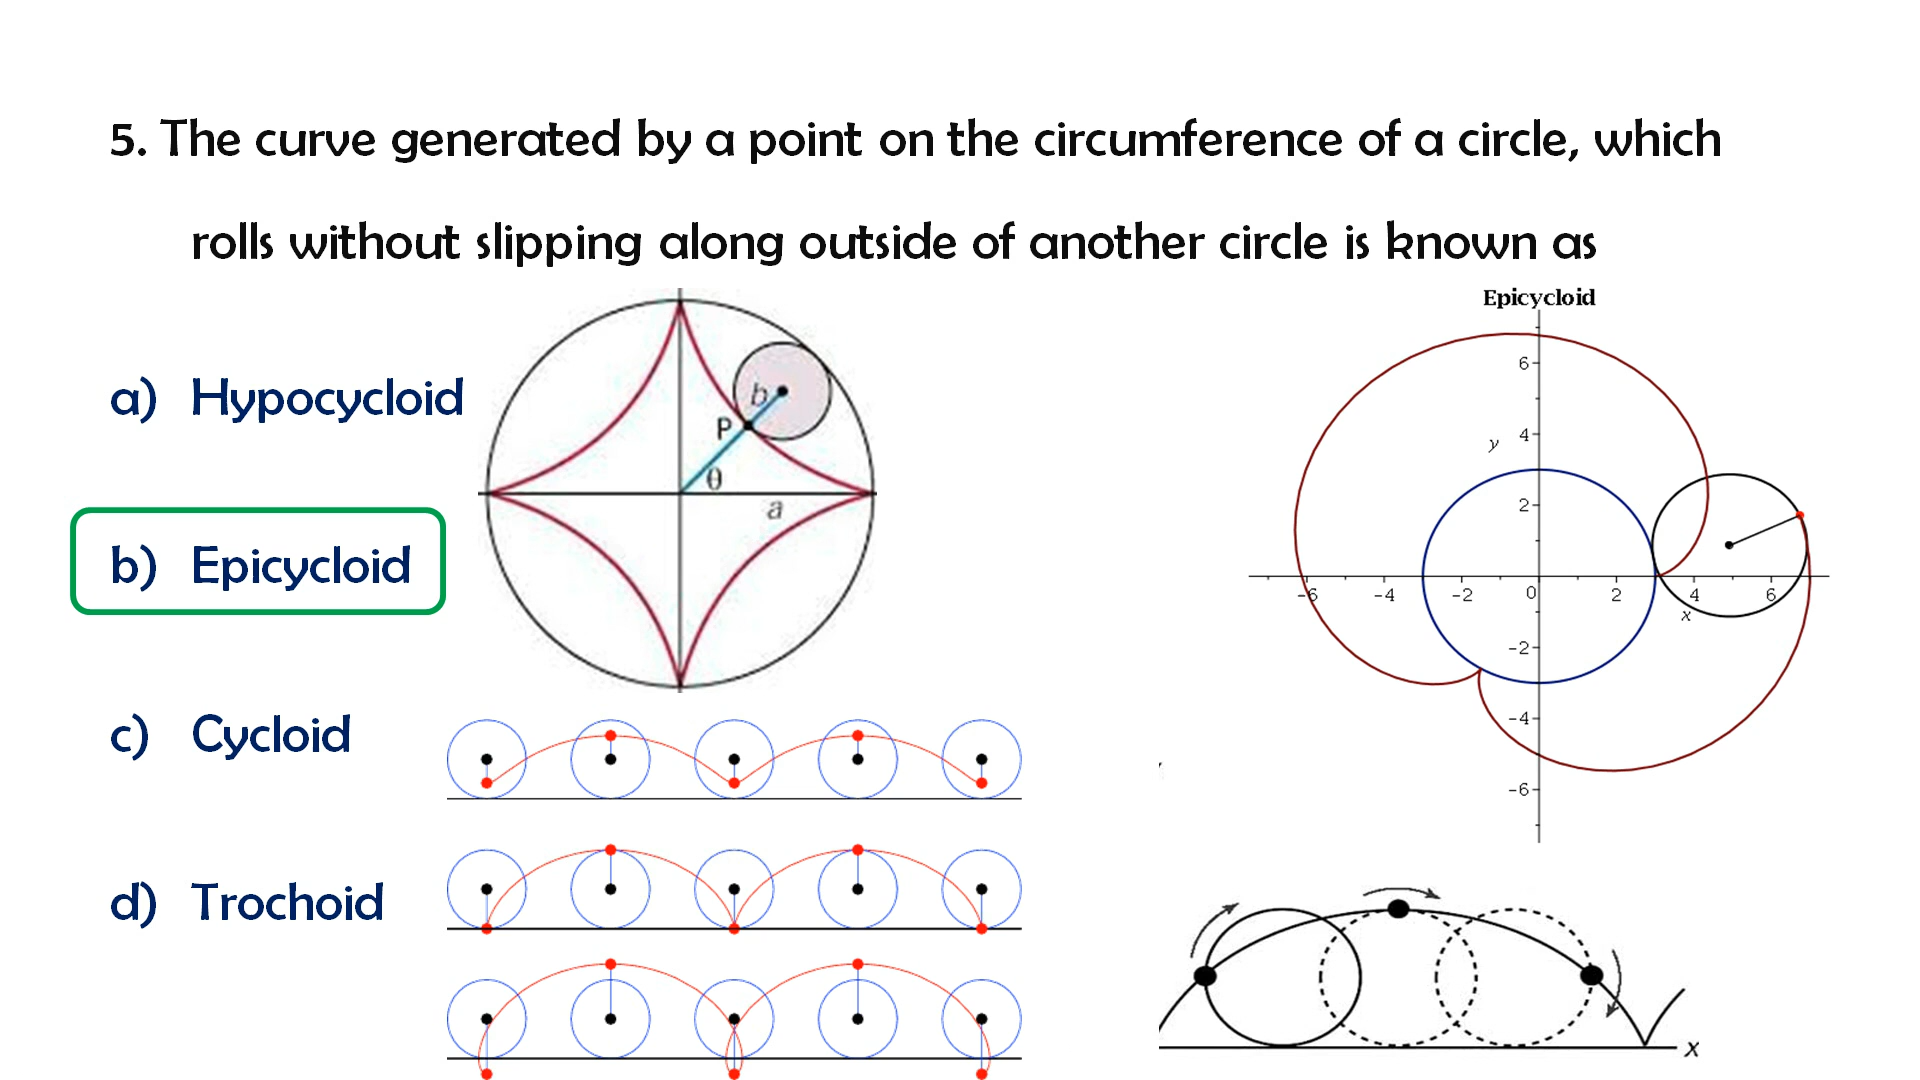 5. The curve generated by a point on the circumference of a circle, which
rolls without slipping along outside of another circle is known as
a) Hypocycloid
b) Epicycloid
c) Cycloid
d) Trochoid
b
P
θ
a
Epicycloid
6
y 4
2
-6 -4 -2 0 2 4 6
x
-2
-4
-6
x